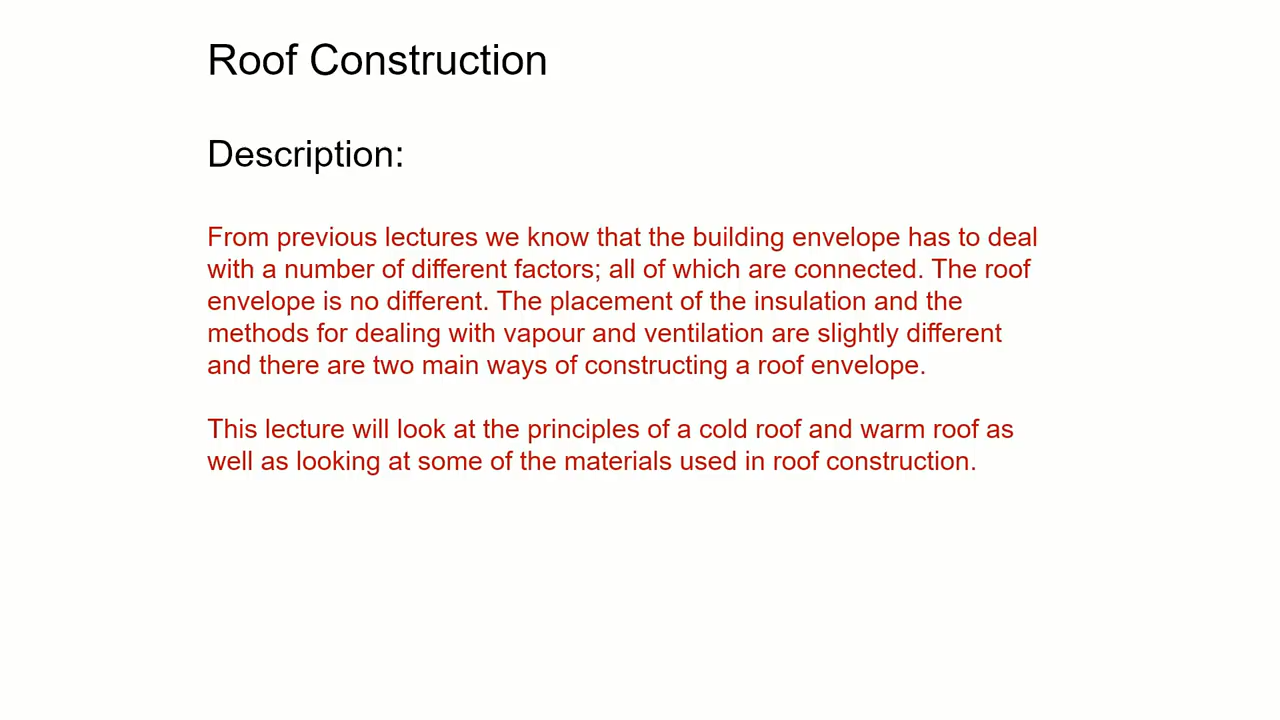 Roof Construction
Description:
From previous lectures we know that the building envelope has to deal
with a number of different factors; all of which are connected. The roof
envelope is no different. The placement of the insulation and the
methods for dealing with vapour and ventilation are slightly different
and there are two main ways of constructing a roof envelope.
This lecture will look at the principles of a cold roof and warm roof as
well as looking at some of the materials used in roof construction.